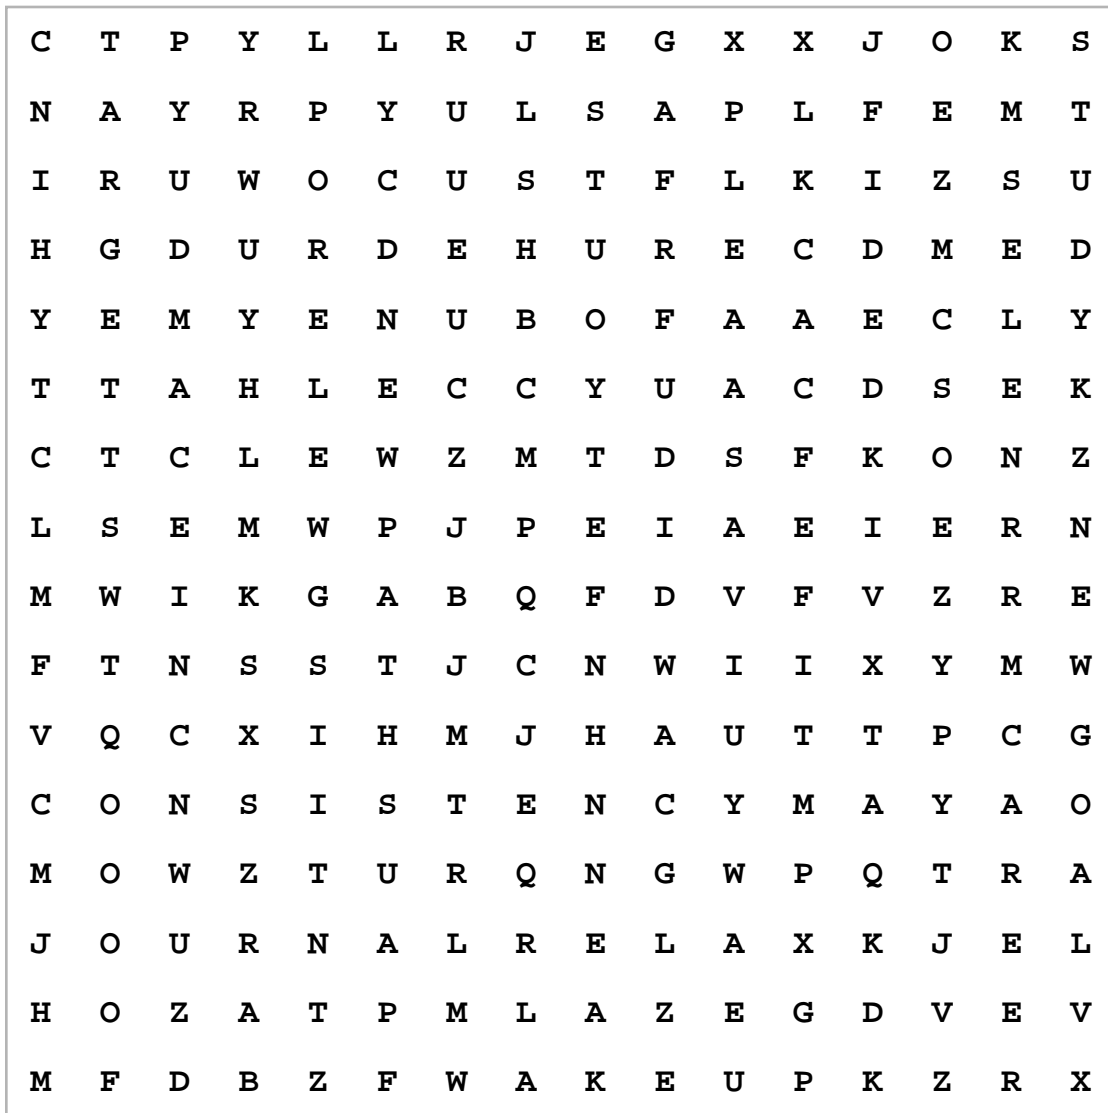 C T P Y L L R J E G X X J O K S
N A Y R P Y U L S A P L F E M T
I R U W O C U S T F L K I Z S U
H G D U R D E H U R E C D M E D
Y E M Y E N U B O F A A E C L Y
T T A H L E C C Y U A C D S E K
C T C L E W Z M T D S F K O N Z
L S E M W P J P E I A E I E R N
M W I K G A B Q F D V F V Z R E
F T N S S T J C N W I I X Y M W
V Q C X I H M J H A U T T P C G
C O N S I S T E N C Y M A Y A O
M O W Z T U R Q N G W P Q T R A
J O U R N A L R E L A X K J E L
H O Z A T P M L A Z E G D V E V
M F D B Z F W A K E U P K Z R X